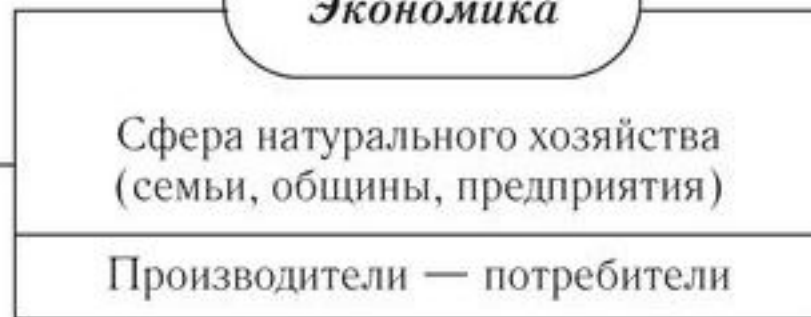 Экономика
Сфера натурального хозяйства
(семьи, общины, предприятия)
Производители — потребители